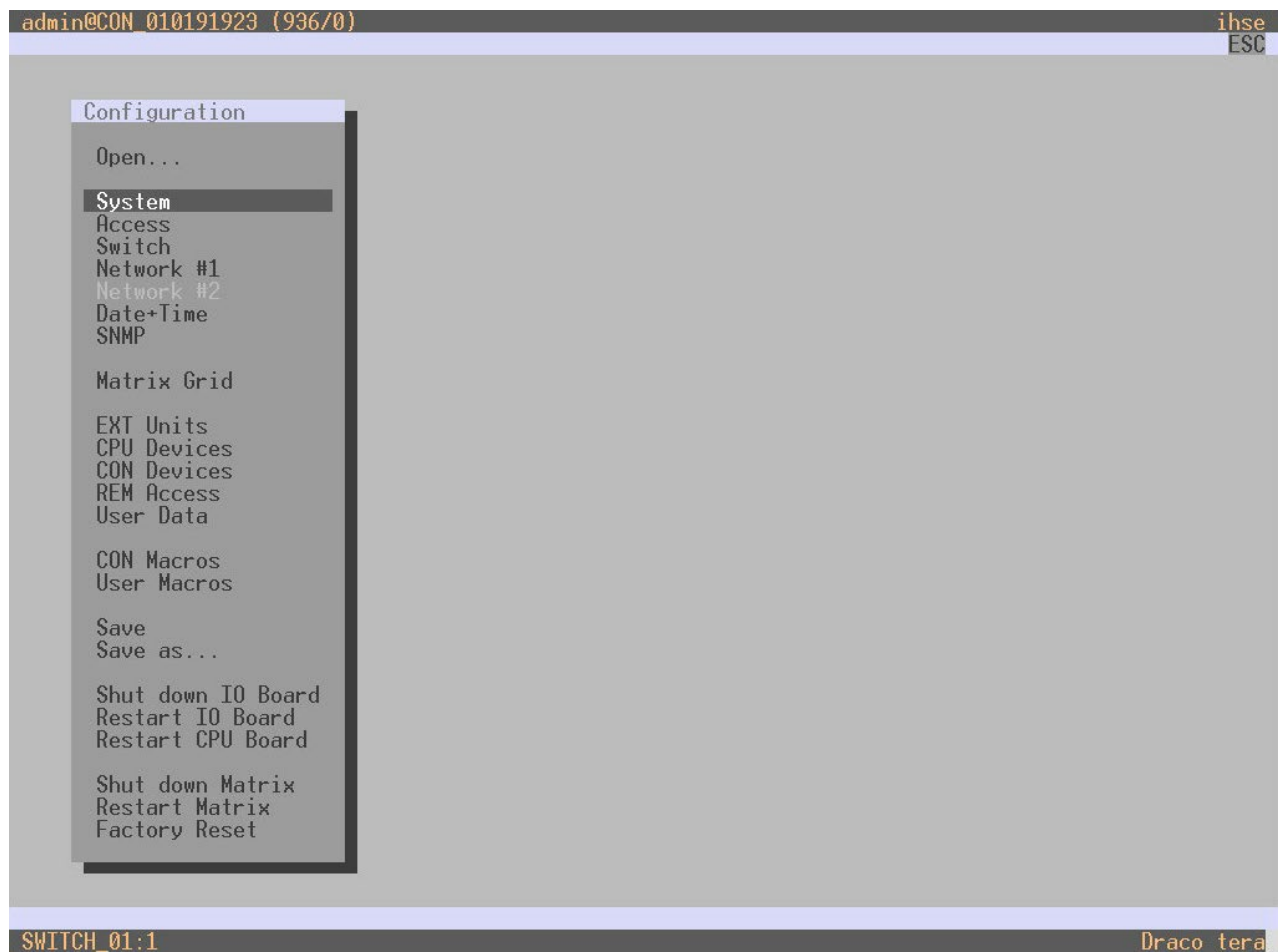 admin@CON_010191923 (936/0) ihse
ESC
Configuration
Open...
System
Access
Switch
Network #1
Network #2
Date+Time
SNMP
Matrix Grid
EXT Units
CPU Devices
CON Devices
REM Access
User Data
CON Macros
User Macros
Save
Save as...
Shut down IO Board
Restart IO Board
Restart CPU Board
Shut down Matrix
Restart Matrix
Factory Reset
SWITCH_01:1 Draco tera